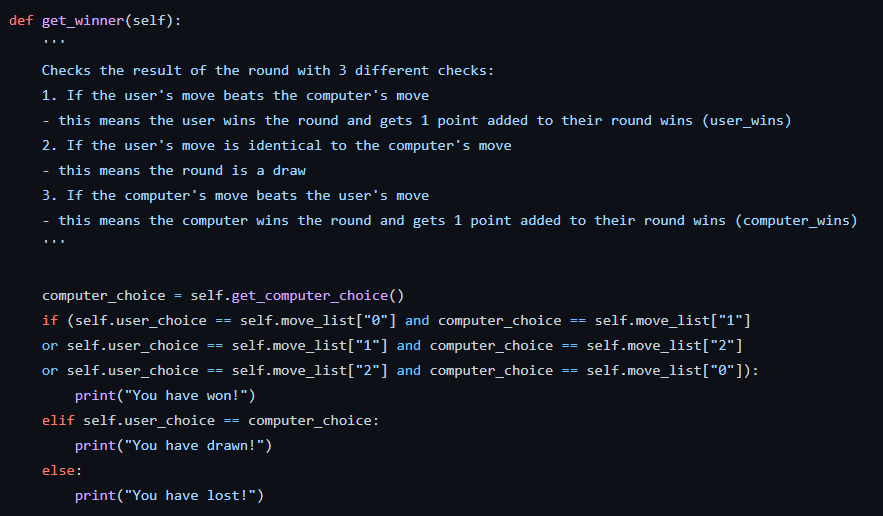 def get_winner(self):
    '''
    Checks the result of the round with 3 different checks:
    1. If the user's move beats the computer's move
    - this means the user wins the round and gets 1 point added to their round wins (user_wins)
    2. If the user's move is identical to the computer's move
    - this means the round is a draw
    3. If the computer's move beats the user's move
    - this means the computer wins the round and gets 1 point added to their round wins (computer_wins)
    '''

    computer_choice = self.get_computer_choice()
    if (self.user_choice == self.move_list["0"] and computer_choice == self.move_list["1"]
    or self.user_choice == self.move_list["1"] and computer_choice == self.move_list["2"]
    or self.user_choice == self.move_list["2"] and computer_choice == self.move_list["0"]):
        print("You have won!")
    elif self.user_choice == computer_choice:
        print("You have drawn!")
    else:
        print("You have lost!")